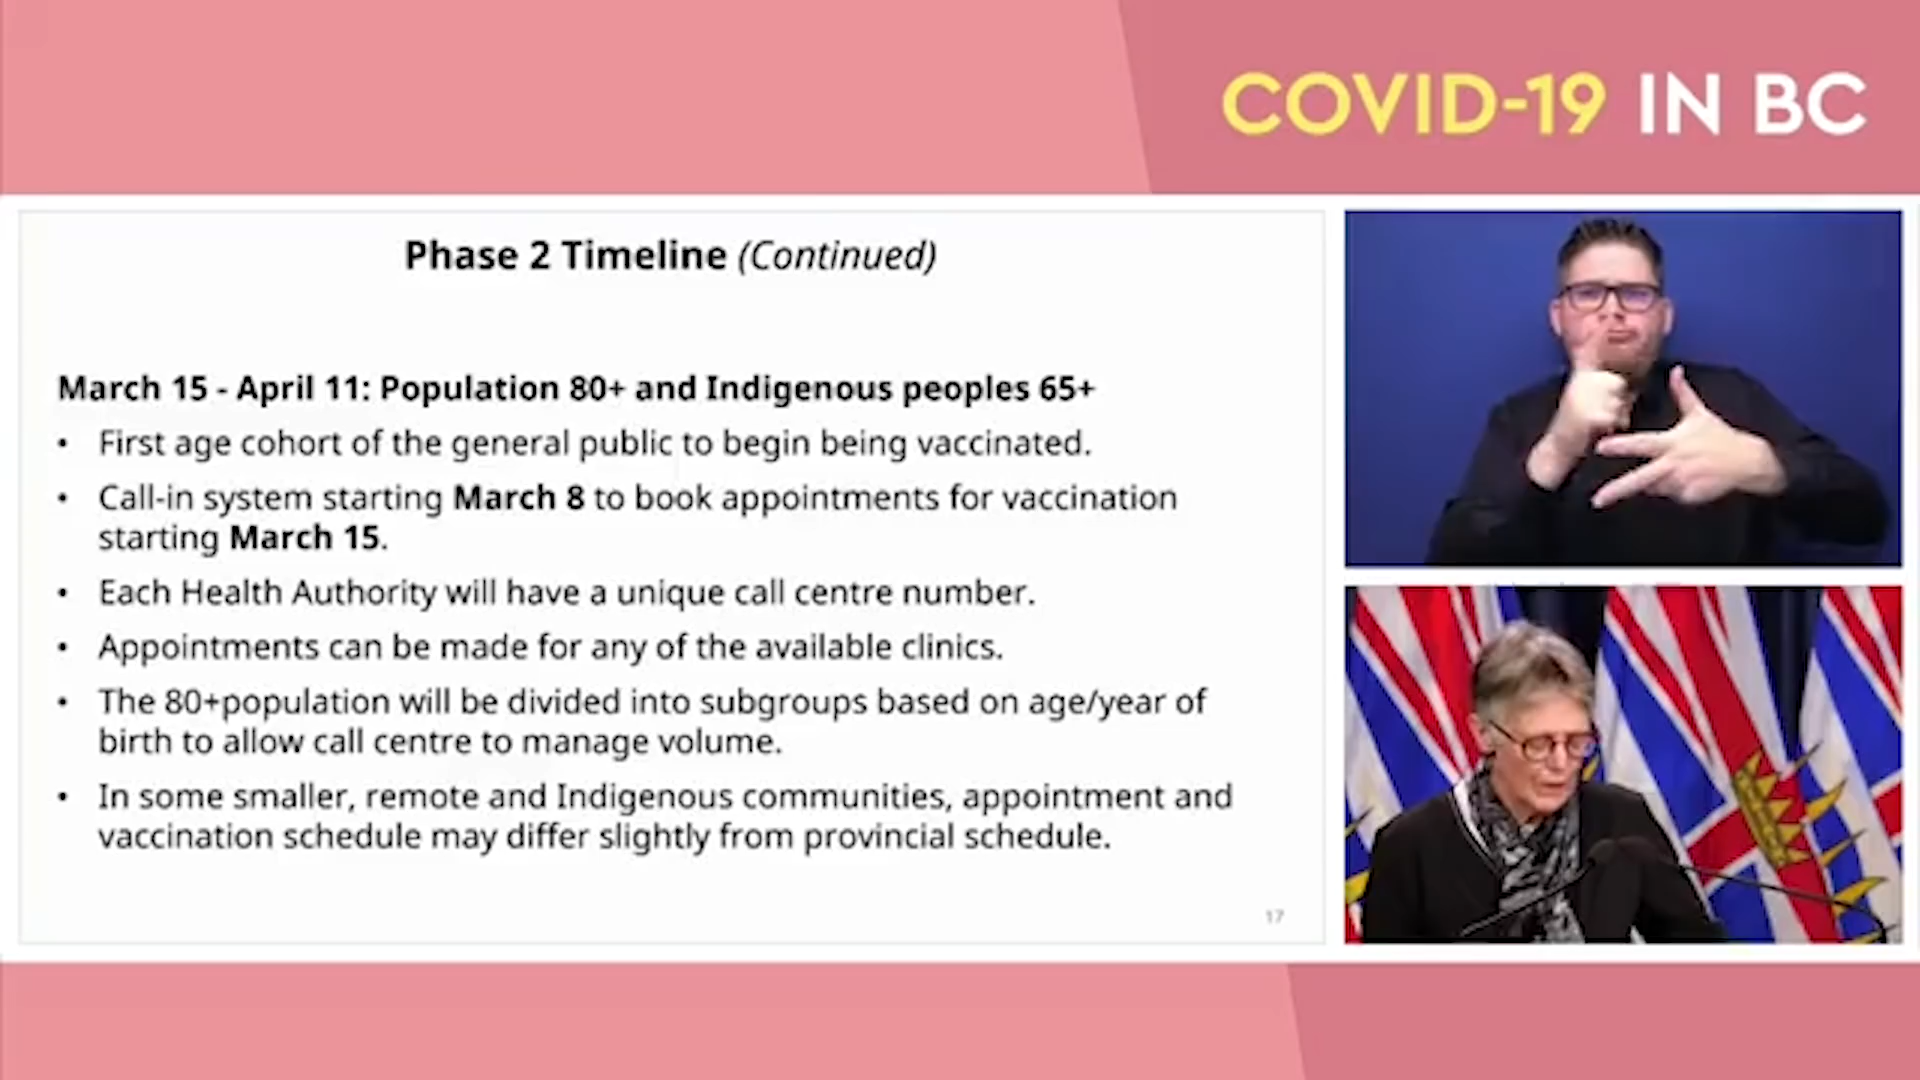 COVID-19 IN BC
Phase 2 Timeline (Continued)
March 15 - April 11: Population 80+ and Indigenous peoples 65+
• First age cohort of the general public to begin being vaccinated.
• Call-in system starting March 8 to book appointments for vaccination
starting March 15.
• Each Health Authority will have a unique call centre number.
• Appointments can be made for any of the available clinics.
• The 80+population will be divided into subgroups based on age/year of
birth to allow call centre to manage volume.
• In some smaller, remote and Indigenous communities, appointment and
vaccination schedule may differ slightly from provincial schedule.
17